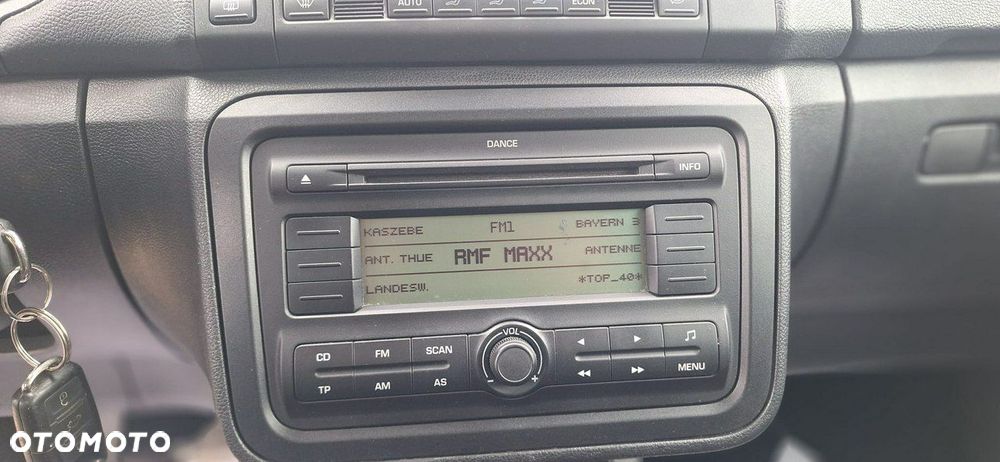 AUTO ECON
DANCE
INFO
KASZEBE FM1 BAYERN 3
ANT. THUE RMF MAXX ANTENNE
LANDESW. *TOP_40*
VOL
CD FM SCAN
TP AM AS
MENU
OTOMOTO